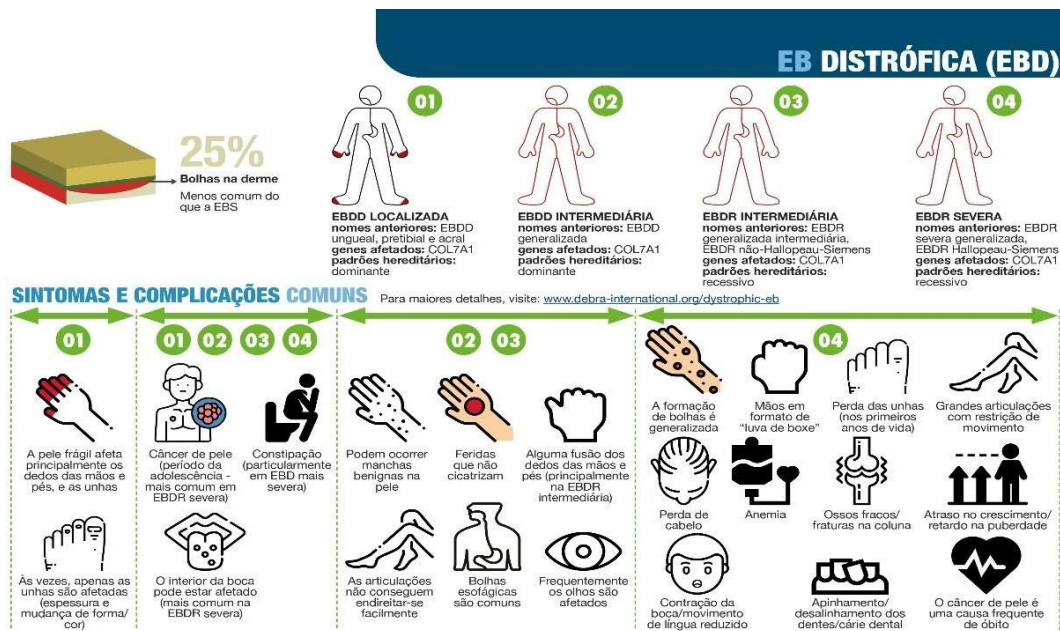 EB DISTRÓFICA (EBD)
25%
Bolhas na derme
Menos comum do
que a EBS
01
EBDD LOCALIZADA
nomes anteriores: EBDD
ungueal, pretibial e acral
genes afetados: COL7A1
padrões hereditários:
dominante
02
EBDD INTERMEDIÁRIA
nomes anteriores: EBDD
generalizada
genes afetados: COL7A1
padrões hereditários:
dominante
03
EBDR INTERMEDIÁRIA
nomes anteriores: EBDR
generalizada intermediária,
EBDR não-Hallopeau-Siemens
genes afetados: COL7A1
padrões hereditários:
recessivo
04
EBDR SEVERA
nomes anteriores: EBDR
severa generalizada,
EBDR Hallopeau-Siemens
genes afetados: COL7A1
padrões hereditários:
recessivo
SINTOMAS E COMPLICAÇÕES COMUNS
Para maiores detalhes, visite: www.debra-international.org/dystrophic-eb
01
A pele frágil afeta
principalmente os
dedos das mãos e
pés, e as unhas
Às vezes, apenas as
unhas são afetadas
(espessura e
mudança de forma/
cor)
01 02 03 04
Câncer de pele
(período da
adolescência -
mais comum em
EBDR severa)
Constipação
(particularmente
em EBD mais
severa)
O interior da boca
pode estar afetado
(mais comum na
EBDR severa)
02 03
Podem ocorrer
manchas
benignas na
pele
Feridas
que não
cicatrizam
Alguma fusão dos
dedos das mãos e
pés (principalmente
na EBDR
intermediária)
As articulações
não conseguem
endireitar-se
facilmente
Bolhas
esofágicas
são comuns
Frequentemente
os olhos são
afetados
04
A formação
de bolhas é
generalizada
Mãos em
formato de
“luva de boxe”
Perda das unhas
(nos primeiros
anos de vida)
Grandes articulações
com restrição de
movimento
Perda de
cabelo
Anemia
Ossos fracos/
fraturas na coluna
Atraso no crescimento/
retardo na puberdade
Contração da
boca/movimento
de língua reduzido
Apinhamento/
desalinhamento dos
dentes/cárie dental
O câncer de pele é
uma causa frequente
de óbito